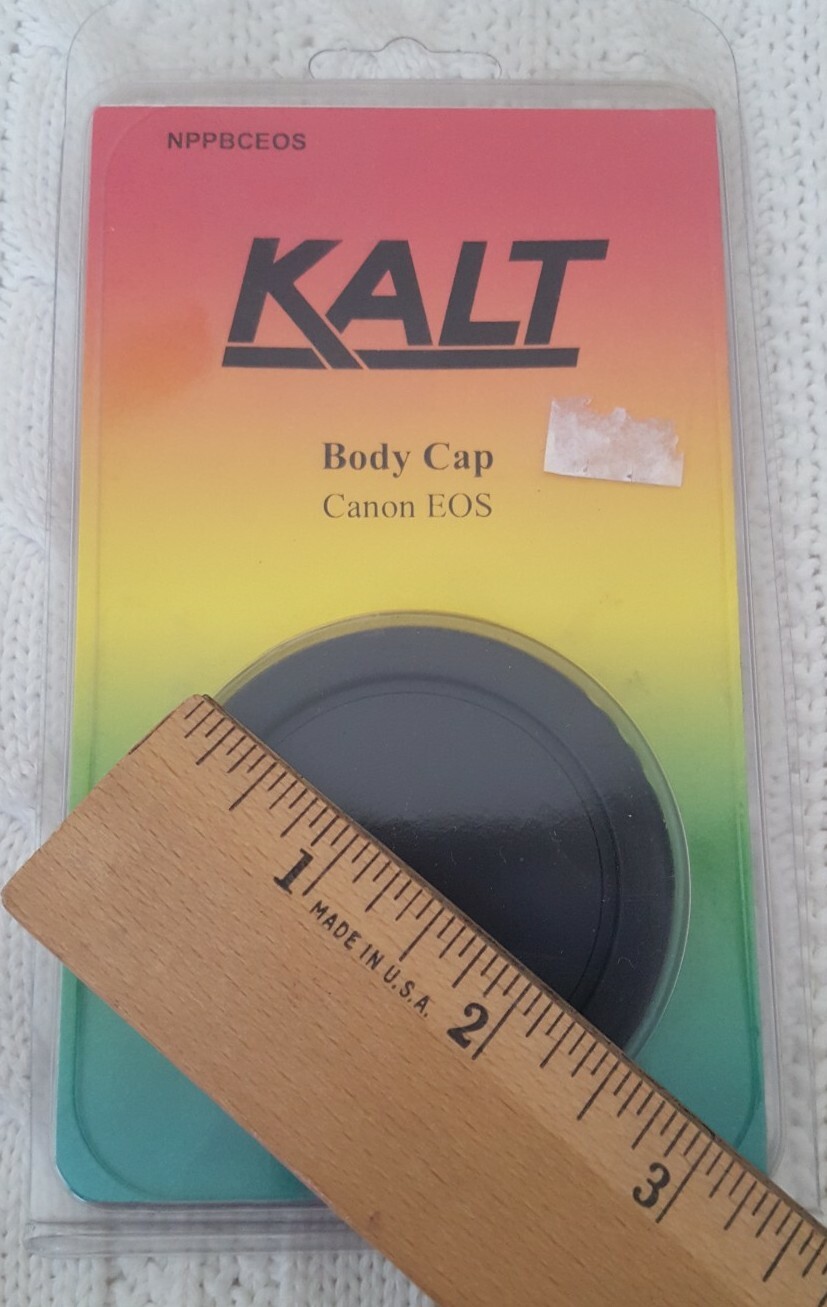 NPPBCEOS
KALT
Body Cap
Canon EOS
1
MADE IN U.S.A.
2
3